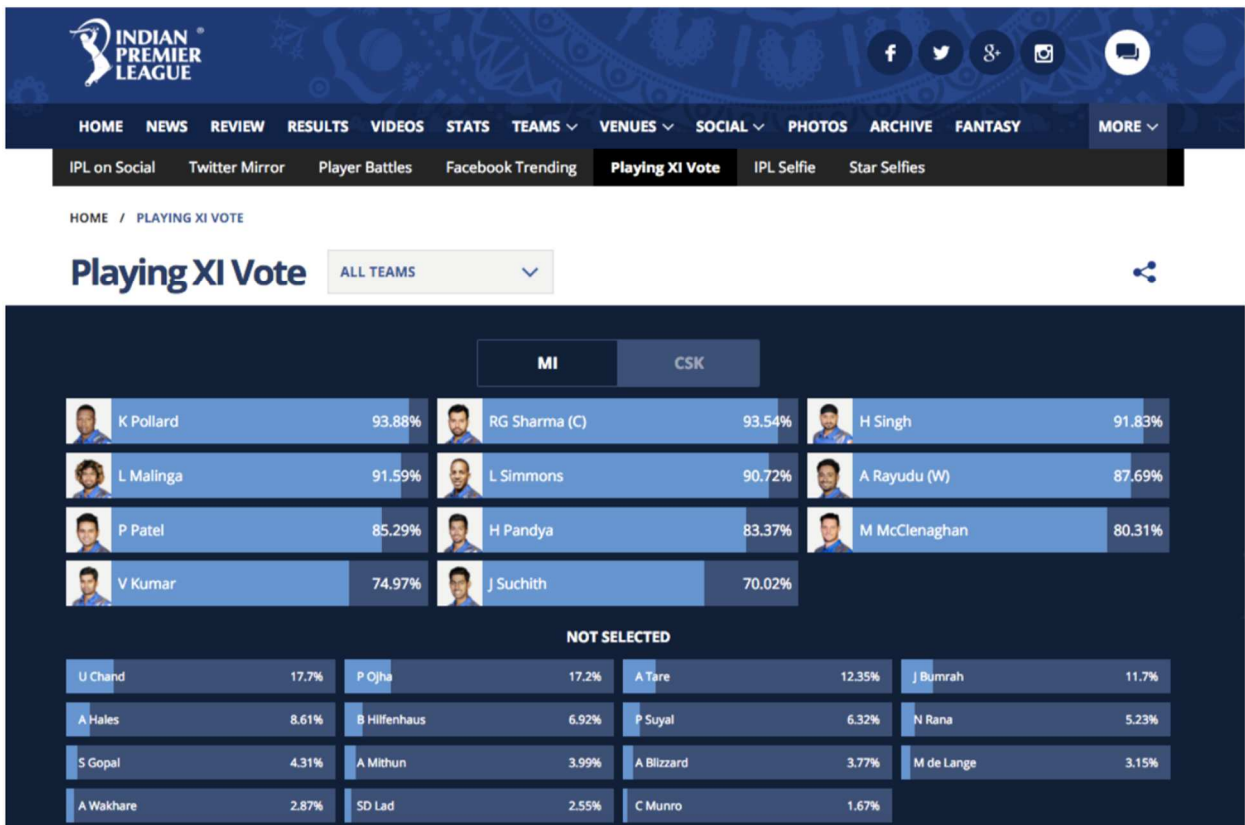 INDIAN
PREMIER
LEAGUE
HOME NEWS REVIEW RESULTS VIDEOS STATS TEAMS VENUES SOCIAL PHOTOS ARCHIVE FANTASY MORE
IPL on Social Twitter Mirror Player Battles Facebook Trending Playing XI Vote IPL Selfie Star Selfies
HOME / PLAYING XI VOTE
Playing XI Vote ALL TEAMS
MI CSK
K Pollard 93.88% RG Sharma (C) 93.54% H Singh 91.83%
L Malinga 91.59% L Simmons 90.72% A Rayudu (W) 87.69%
P Patel 85.29% H Pandya 83.37% M McClenaghan 80.31%
V Kumar 74.97% J Suchith 70.02%
NOT SELECTED
U Chand 17.7% P Ojha 17.2% A Tare 12.35% J Bumrah 11.7%
A Hales 8.61% B Hilfenhaus 6.92% P Suyal 6.32% N Rana 5.23%
S Gopal 4.31% A Mithun 3.99% A Blizzard 3.77% M de Lange 3.15%
A Wakhare 2.87% SD Lad 2.55% C Munro 1.67%